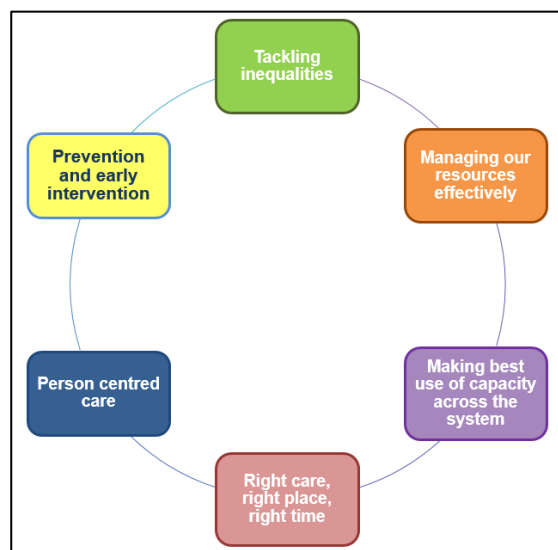 Tackling
inequalities
Managing our
resources
effectively
Making best
use of capacity
across the
system
Right care,
right place,
right time
Person centred
care
Prevention
and early
intervention